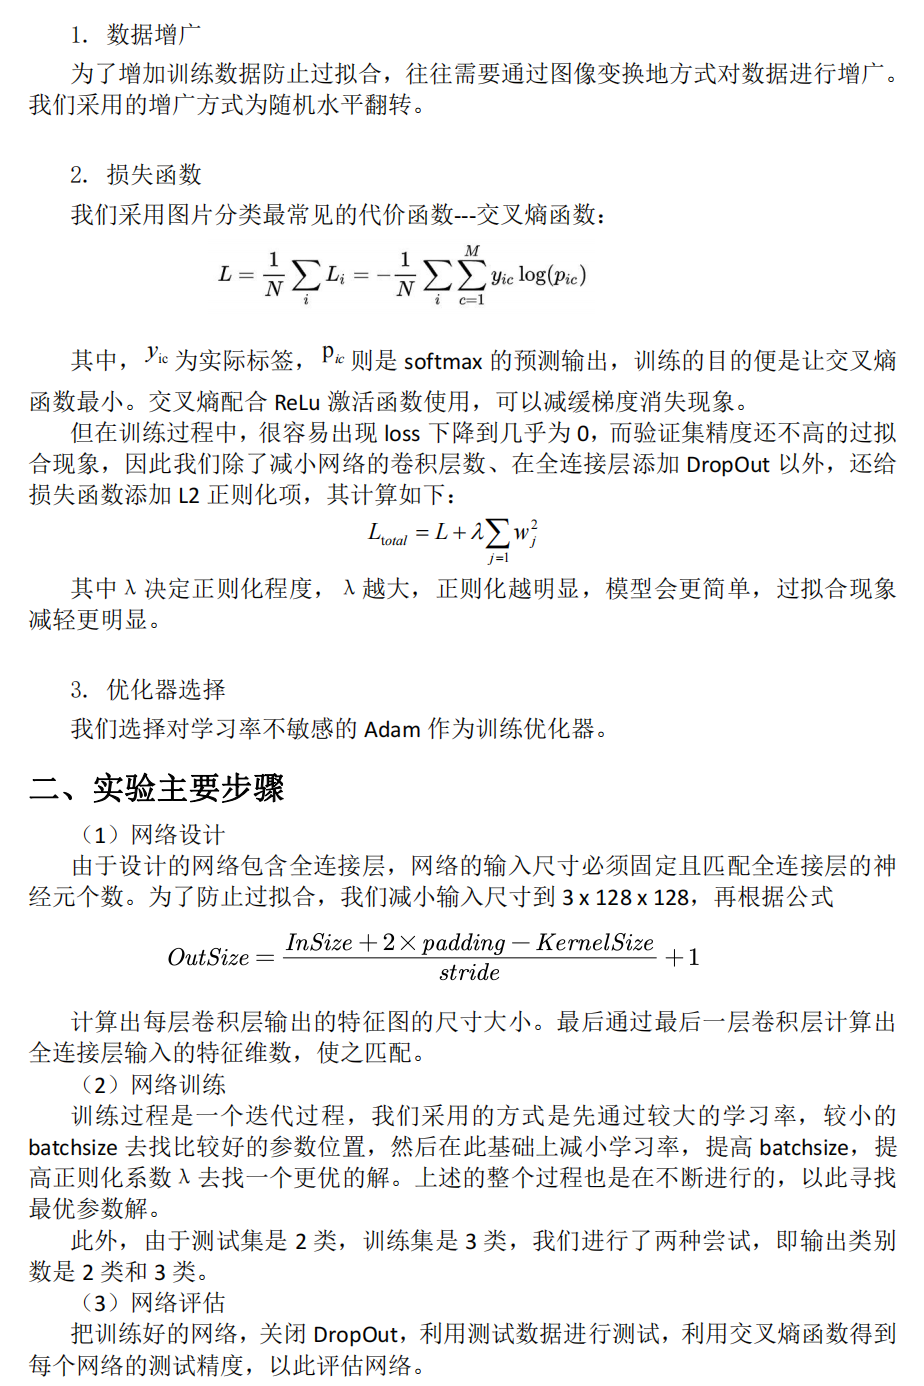 1. 数据增广
为了增加训练数据防止过拟合，往往需要通过图像变换地方式对数据进行增广。
我们采用的增广方式为随机水平翻转。
2. 损失函数
我们采用图片分类最常见的代价函数---交叉熵函数：
L = \frac{1}{N} \sum_{i} L_i = -\frac{1}{N} \sum_{i} \sum_{c=1}^{M} y_{ic} \log(p_{ic})
其中，y_{ic} 为实际标签，p_{ic} 则是 softmax 的预测输出，训练的目的便是让交叉熵
函数最小。交叉熵配合 ReLu 激活函数使用，可以减缓梯度消失现象。
但在训练过程中，很容易出现 loss 下降到几乎为 0，而验证集精度还不高的过拟
合现象，因此我们除了减小网络的卷积层数、在全连接层添加 DropOut 以外，还给
损失函数添加 L2 正则化项，其计算如下：
L_{total} = L + λ \sum_{j=1} w_j^2
其中 λ 决定正则化程度，λ 越大，正则化越明显，模型会更简单，过拟合现象
减轻更明显。
3. 优化器选择
我们选择对学习率不敏感的 Adam 作为训练优化器。
二、实验主要步骤
（1）网络设计
由于设计的网络包含全连接层，网络的输入尺寸必须固定且匹配全连接层的神
经元个数。为了防止过拟合，我们减小输入尺寸到 3 x 128 x 128，再根据公式
OutSize = \frac{InSize + 2 × padding − KernelSize}{stride} + 1
计算出每层卷积层输出的特征图的尺寸大小。最后通过最后一层卷积层计算出
全连接层输入的特征维数，使之匹配。
（2）网络训练
训练过程是一个迭代过程，我们采用的方式是先通过较大的学习率，较小的
batchsize 去找比较好的参数位置，然后在此基础上减小学习率，提高 batchsize，提
高正则化系数 λ 去找一个更优的解。上述的整个过程也是在不断进行的，以此寻找
最优参数解。
此外，由于测试集是 2 类，训练集是 3 类，我们进行了两种尝试，即输出类别
数是 2 类和 3 类。
（3）网络评估
把训练好的网络，关闭 DropOut，利用测试数据进行测试，利用交叉熵函数得到
每个网络的测试精度，以此评估网络。